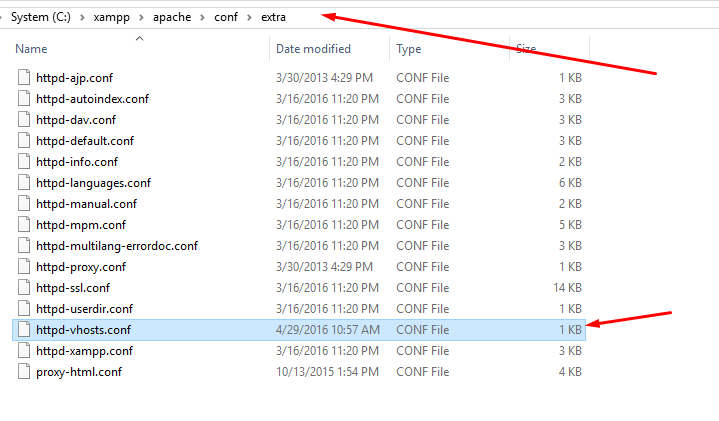 System (C:) > xampp > apache > conf > extra
Name Date modified Type Size
httpd-ajp.conf 3/30/2013 4:29 PM CONF File 1 KB
httpd-autoindex.conf 3/16/2016 11:20 PM CONF File 3 KB
httpd-dav.conf 3/16/2016 11:20 PM CONF File 3 KB
httpd-default.conf 3/16/2016 11:20 PM CONF File 3 KB
httpd-info.conf 3/16/2016 11:20 PM CONF File 2 KB
httpd-languages.conf 3/16/2016 11:20 PM CONF File 6 KB
httpd-manual.conf 3/16/2016 11:20 PM CONF File 2 KB
httpd-mpm.conf 3/16/2016 11:20 PM CONF File 5 KB
httpd-multilang-errordoc.conf 3/16/2016 11:20 PM CONF File 3 KB
httpd-proxy.conf 3/30/2013 4:29 PM CONF File 1 KB
httpd-ssl.conf 3/16/2016 11:20 PM CONF File 14 KB
httpd-userdir.conf 3/16/2016 11:20 PM CONF File 1 KB
httpd-vhosts.conf 4/29/2016 10:57 AM CONF File 1 KB
httpd-xampp.conf 3/16/2016 11:20 PM CONF File 3 KB
proxy-html.conf 10/13/2015 1:54 PM CONF File 4 KB